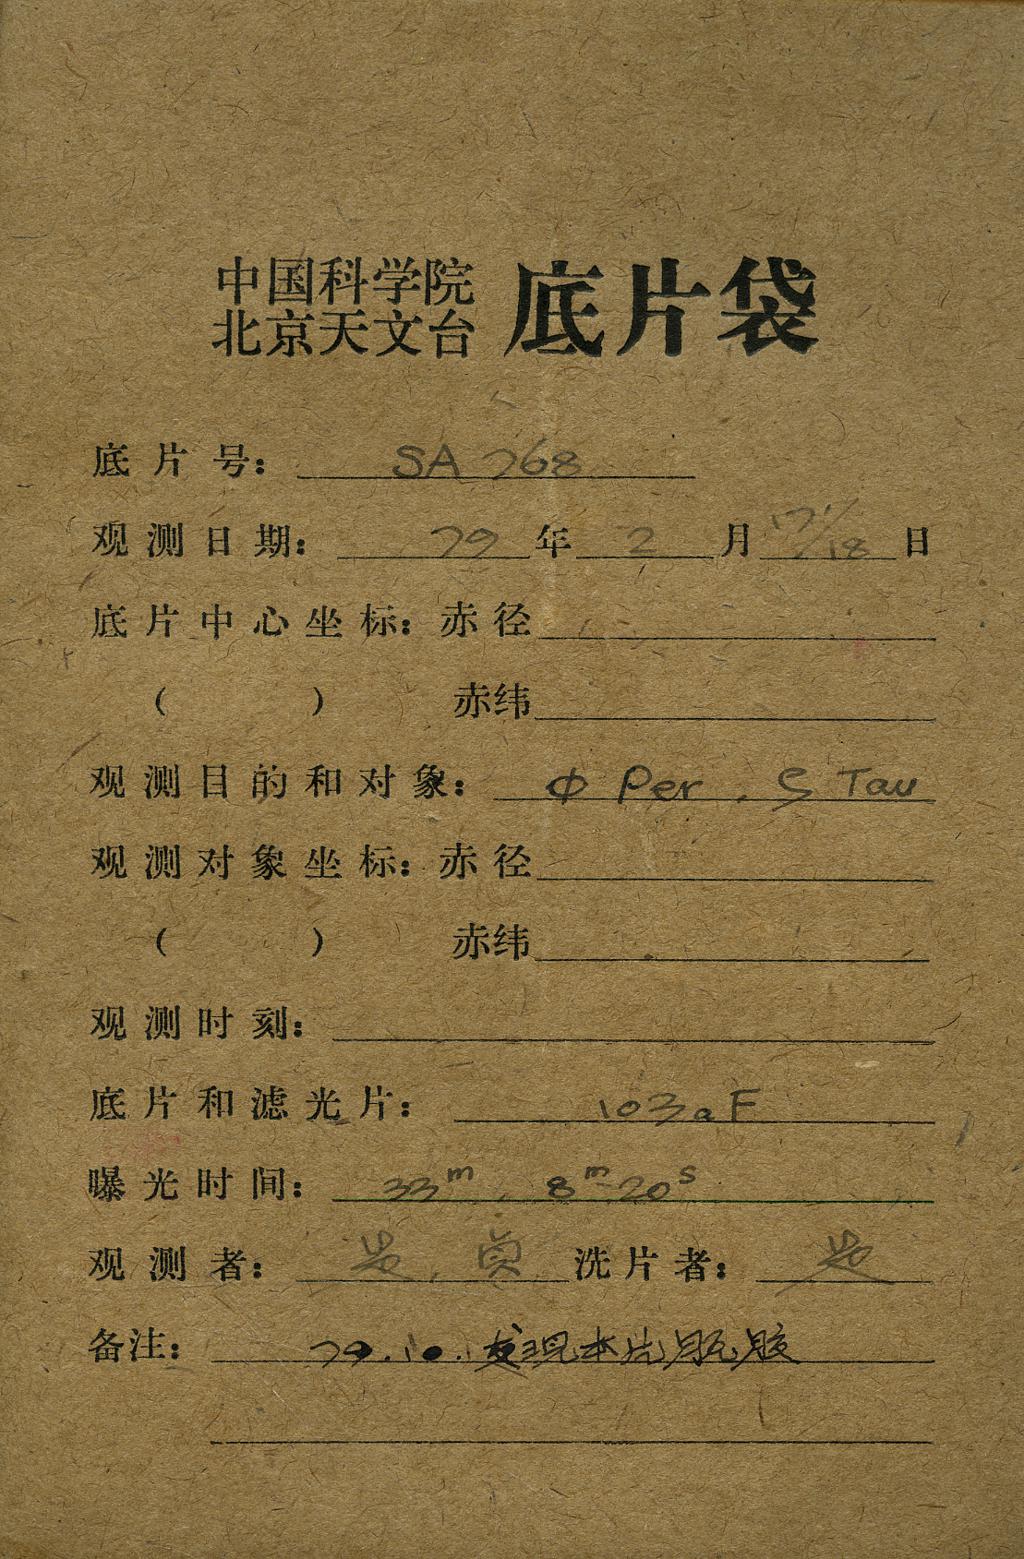 中国科学院
北京天文台 底片袋
底片号： SA 768
观测日期： 79 年 2 月 17/18 日
底片中心坐标：赤径
（ ） 赤纬
观测目的和对象： φ Per , ζ Tau
观测对象坐标：赤径
（ ） 赤纬
观测时刻：
底片和滤光片： 103aF
曝光时间： 33ᵐ , 8ᵐ 20ˢ
观测者： 洗片者：
备注： 79.10.发现本片脱胶